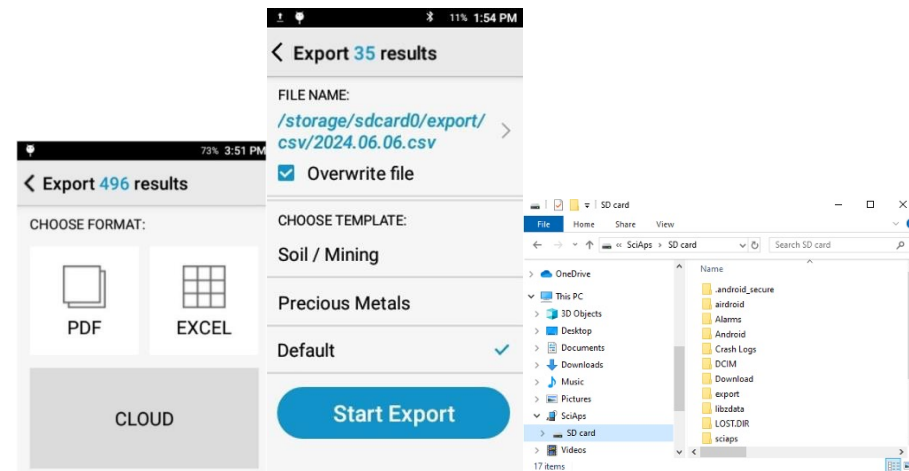 73% 3:51 PM
Export 496 results
CHOOSE FORMAT:
PDF
EXCEL
CLOUD
11% 1:54 PM
Export 35 results
FILE NAME:
/storage/sdcard0/export/
csv/2024.06.06.csv
Overwrite file
CHOOSE TEMPLATE:
Soil / Mining
Precious Metals
Default
Start Export
SD card
File Home Share View
« SciAps > SD card
Search SD card
OneDrive
This PC
3D Objects
Desktop
Documents
Downloads
Music
Pictures
SciAps
SD card
Videos
Name
.android_secure
airdroid
Alarms
Android
Crash Logs
DCIM
Download
export
libzdata
LOST.DIR
sciaps
17 items